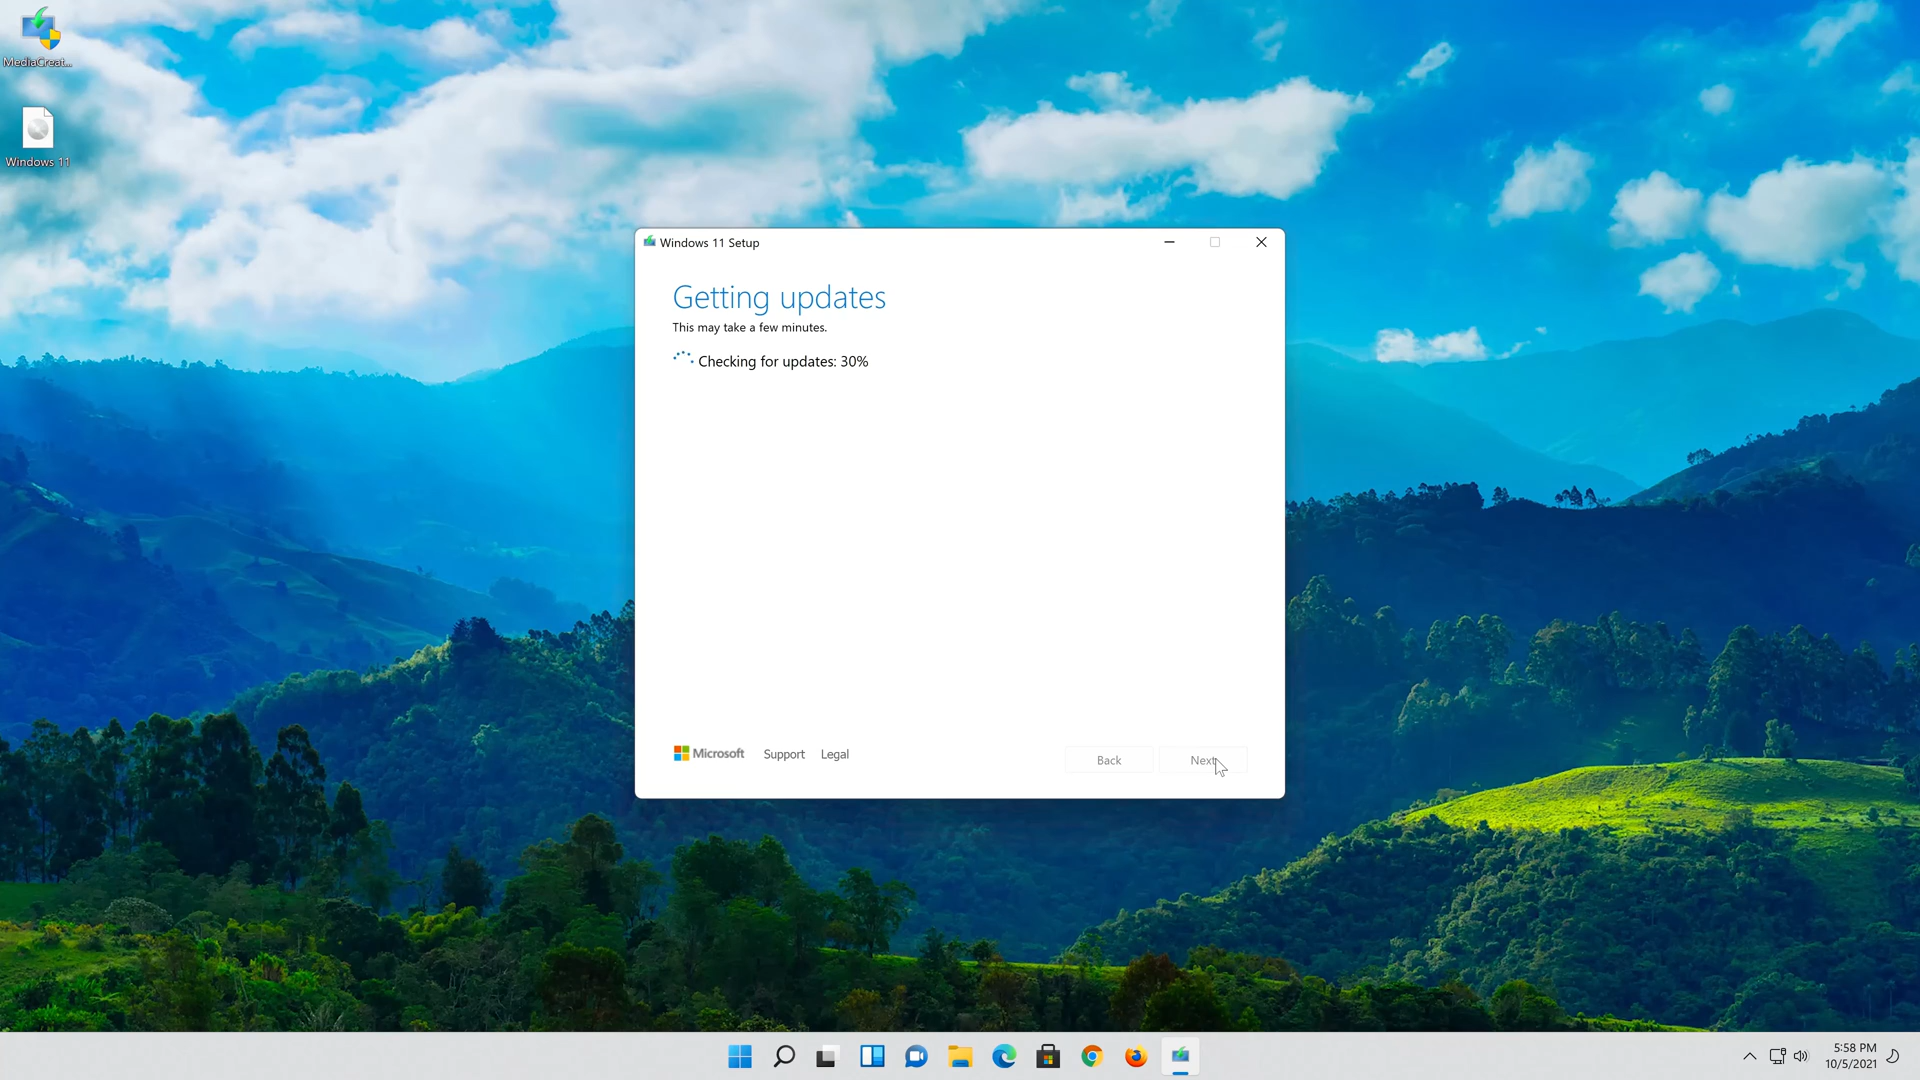 MediaCreat...
Windows 11
Windows 11 Setup
Getting updates
This may take a few minutes.
Checking for updates: 30%
Microsoft
Support
Legal
Back
Next
5:58 PM
10/5/2021